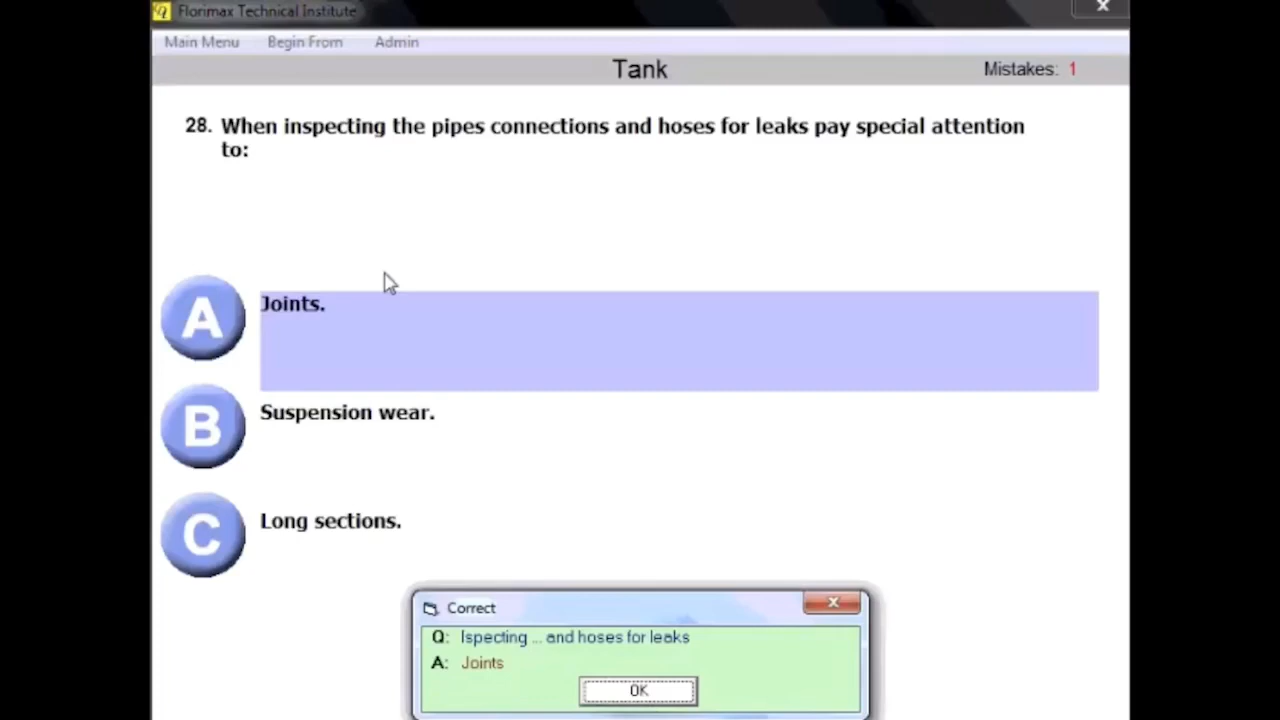 Florimax Technical Institute
Main Menu Begin From Admin
Tank Mistakes: 1
28. When inspecting the pipes connections and hoses for leaks pay special attention
to:
A Joints.
B Suspension wear.
C Long sections.
Correct
Q: Ispecting ... and hoses for leaks
A: Joints
OK